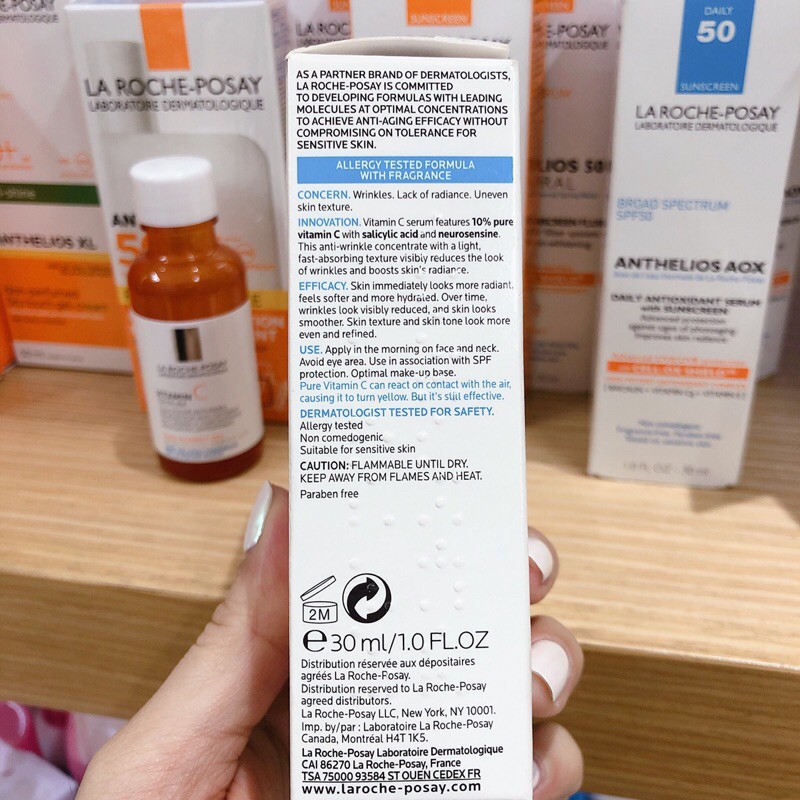 AS A PARTNER BRAND OF DERMATOLOGISTS,
LA ROCHE-POSAY IS COMMITTED
TO DEVELOPING FORMULAS WITH LEADING
MOLECULES AT OPTIMAL CONCENTRATIONS
TO ACHIEVE ANTI-AGING EFFICACY WITHOUT
COMPROMISING ON TOLERANCE FOR
SENSITIVE SKIN.
ALLERGY TESTED FORMULA
WITH FRAGRANCE
CONCERN. Wrinkles. Lack of radiance. Uneven
skin texture.
INNOVATION. Vitamin C serum features 10% pure
vitamin C with salicylic acid and neurosensine.
This anti-wrinkle concentrate with a light,
fast-absorbing texture visibly reduces the look
of wrinkles and boosts skin's radiance.
EFFICACY. Skin immediately looks more radiant,
feels softer and more hydrated. Over time,
wrinkles look visibly reduced, and skin looks
smoother. Skin texture and skin tone look more
even and refined.
USE. Apply in the morning on face and neck.
Avoid eye area. Use in association with SPF
protection. Optimal make-up base.
Pure Vitamin C can react on contact with the air,
causing it to turn yellow. But it's still effective.
DERMATOLOGIST TESTED FOR SAFETY.
Allergy tested
Non comedogenic
Suitable for sensitive skin
CAUTION: FLAMMABLE UNTIL DRY.
KEEP AWAY FROM FLAMES AND HEAT.
Paraben free
2M
e 30 ml/1.0 FL.OZ
Distribution réservée aux dépositaires
agréés La Roche-Posay.
Distribution reserved to La Roche-Posay
agreed distributors.
La Roche-Posay LLC, New York, NY 10001.
Imp. by/par : Laboratoire La Roche-Posay
Canada, Montréal H4T 1K5.
La Roche-Posay Laboratoire Dermatologique
CAI 86270 La Roche-Posay, France
TSA 75000 93584 ST OUEN CEDEX FR
www.laroche-posay.com
LA ROCHE-POSAY
LABORATOIRE DERMATOLOGIQUE
ANTHELIOS XL
LA ROCHE-POSAY
VITAMIN C
SUNSCREEN
DAILY
50
SUNSCREEN
LA ROCHE-POSAY
LABORATOIRE DERMATOLOGIQUE
BROAD SPECTRUM
SPF50
ANTHELIOS AOX
DAILY ANTIOXIDANT SERUM
with SUNSCREEN